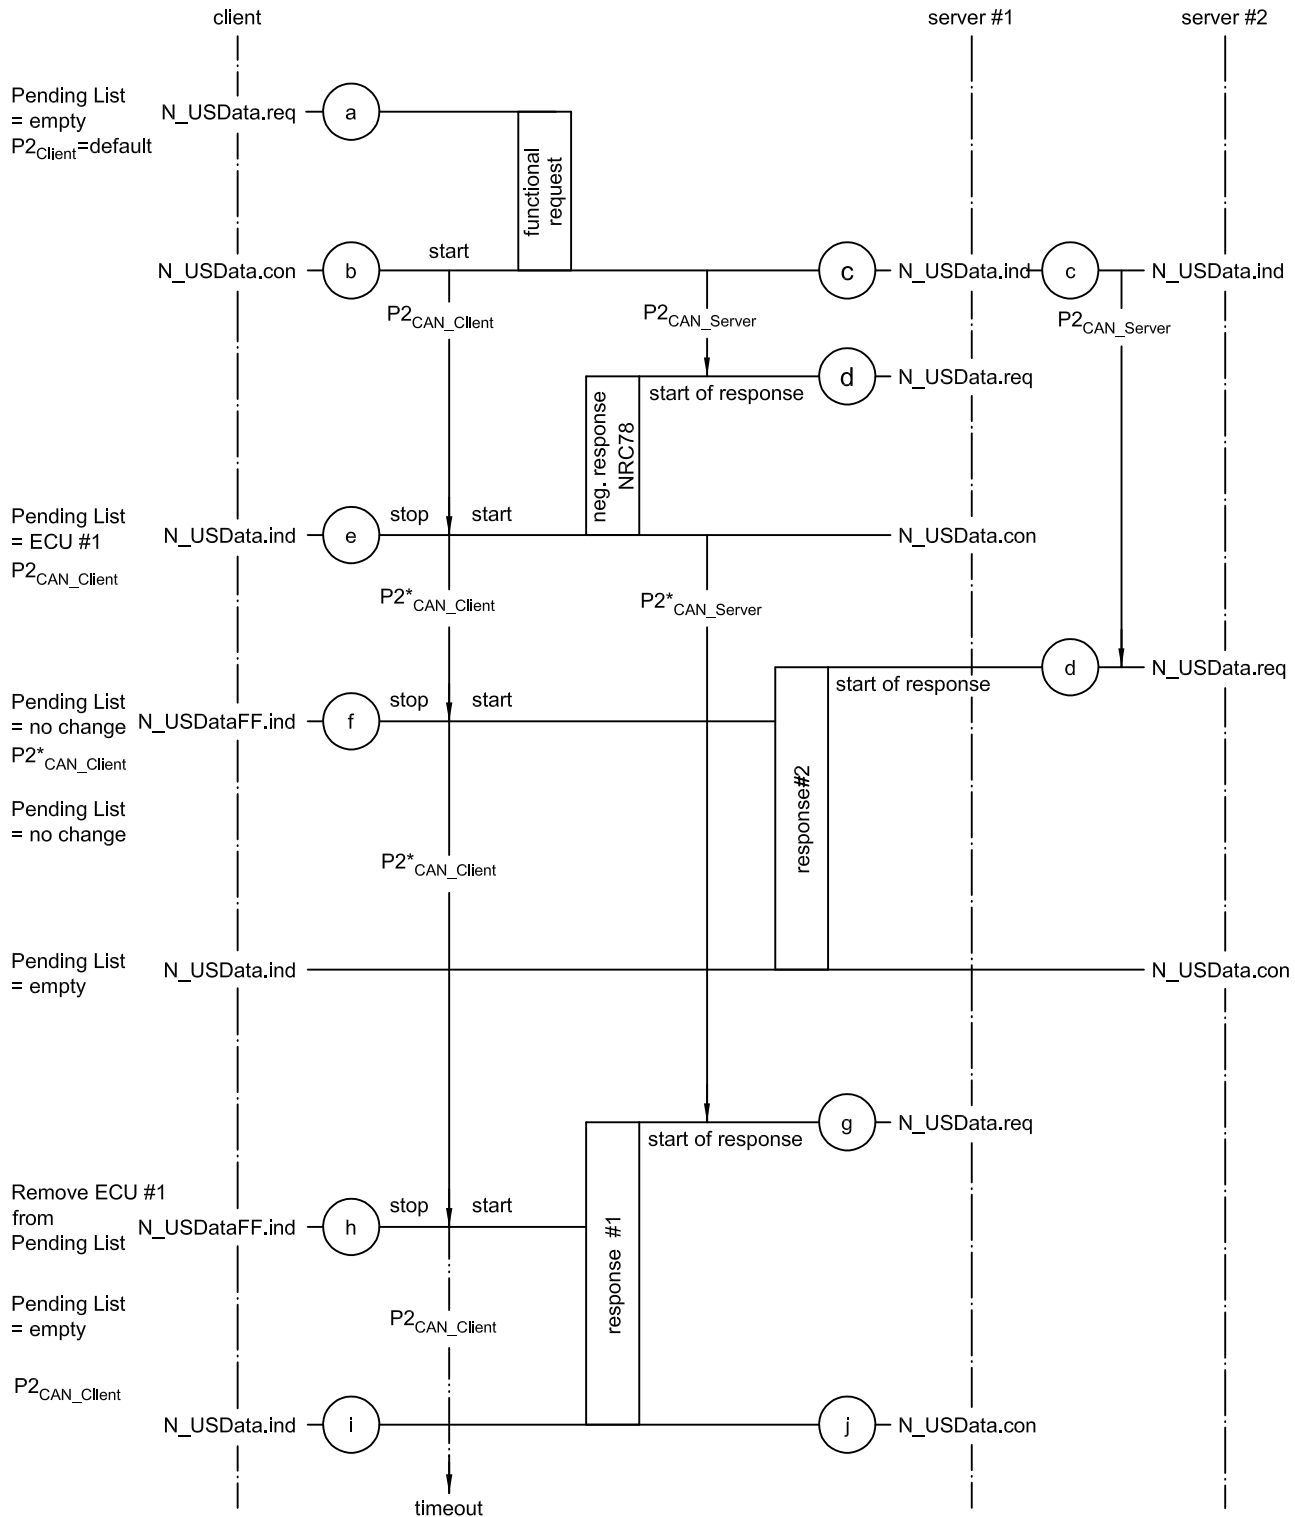 client
server #1
server #2
Pending List
= empty
P2Client=default
N_USData.req
a
functional
request
N_USData.con
b
start
c
N_USData.ind
c
N_USData.ind
P2CAN_Client
P2CAN_Server
P2CAN_Server
start of response
d
N_USData.req
neg. response
NRC78
Pending List
= ECU #1
P2CAN_Client
N_USData.ind
e
stop
start
N_USData.con
P2*CAN_Client
P2*CAN_Server
start of response
d
N_USData.req
Pending List
= no change
P2*CAN_Client
N_USDataFF.ind
f
stop
start
response#2
Pending List
= no change
P2*CAN_Client
Pending List
= empty
N_USData.ind
N_USData.con
start of response
g
N_USData.req
Remove ECU #1
from
Pending List
N_USDataFF.ind
h
stop
start
response #1
Pending List
= empty
P2CAN_Client
P2CAN_Client
N_USData.ind
i
j
N_USData.con
timeout